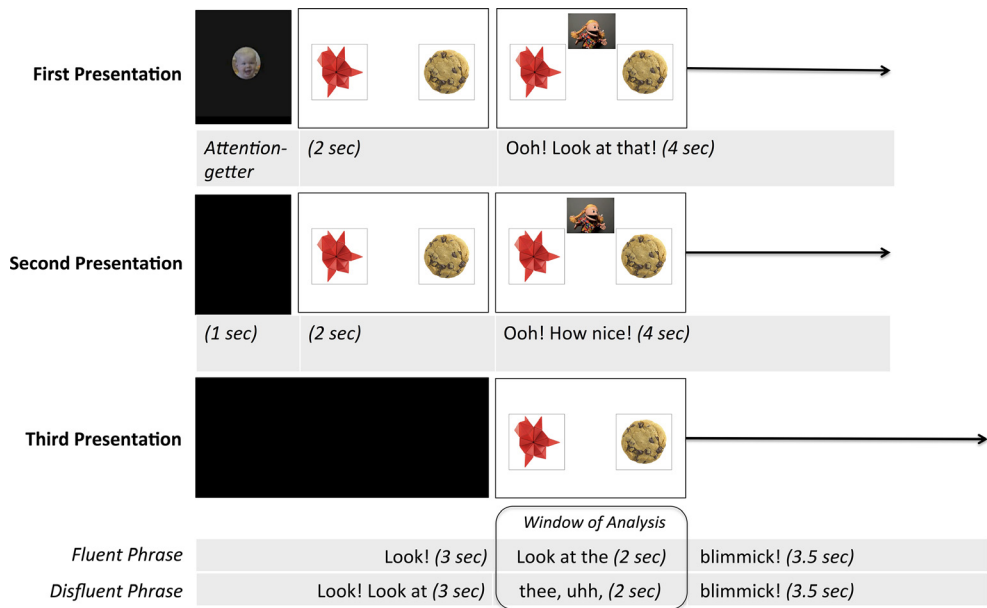 First Presentation
Attention-
getter
(2 sec)
Ooh! Look at that! (4 sec)
Second Presentation
(1 sec)
(2 sec)
Ooh! How nice! (4 sec)
Third Presentation
Window of Analysis
Fluent Phrase
Look! (3 sec)
Look at the (2 sec)
blimmick! (3.5 sec)
Disfluent Phrase
Look! Look at (3 sec)
thee, uhh, (2 sec)
blimmick! (3.5 sec)